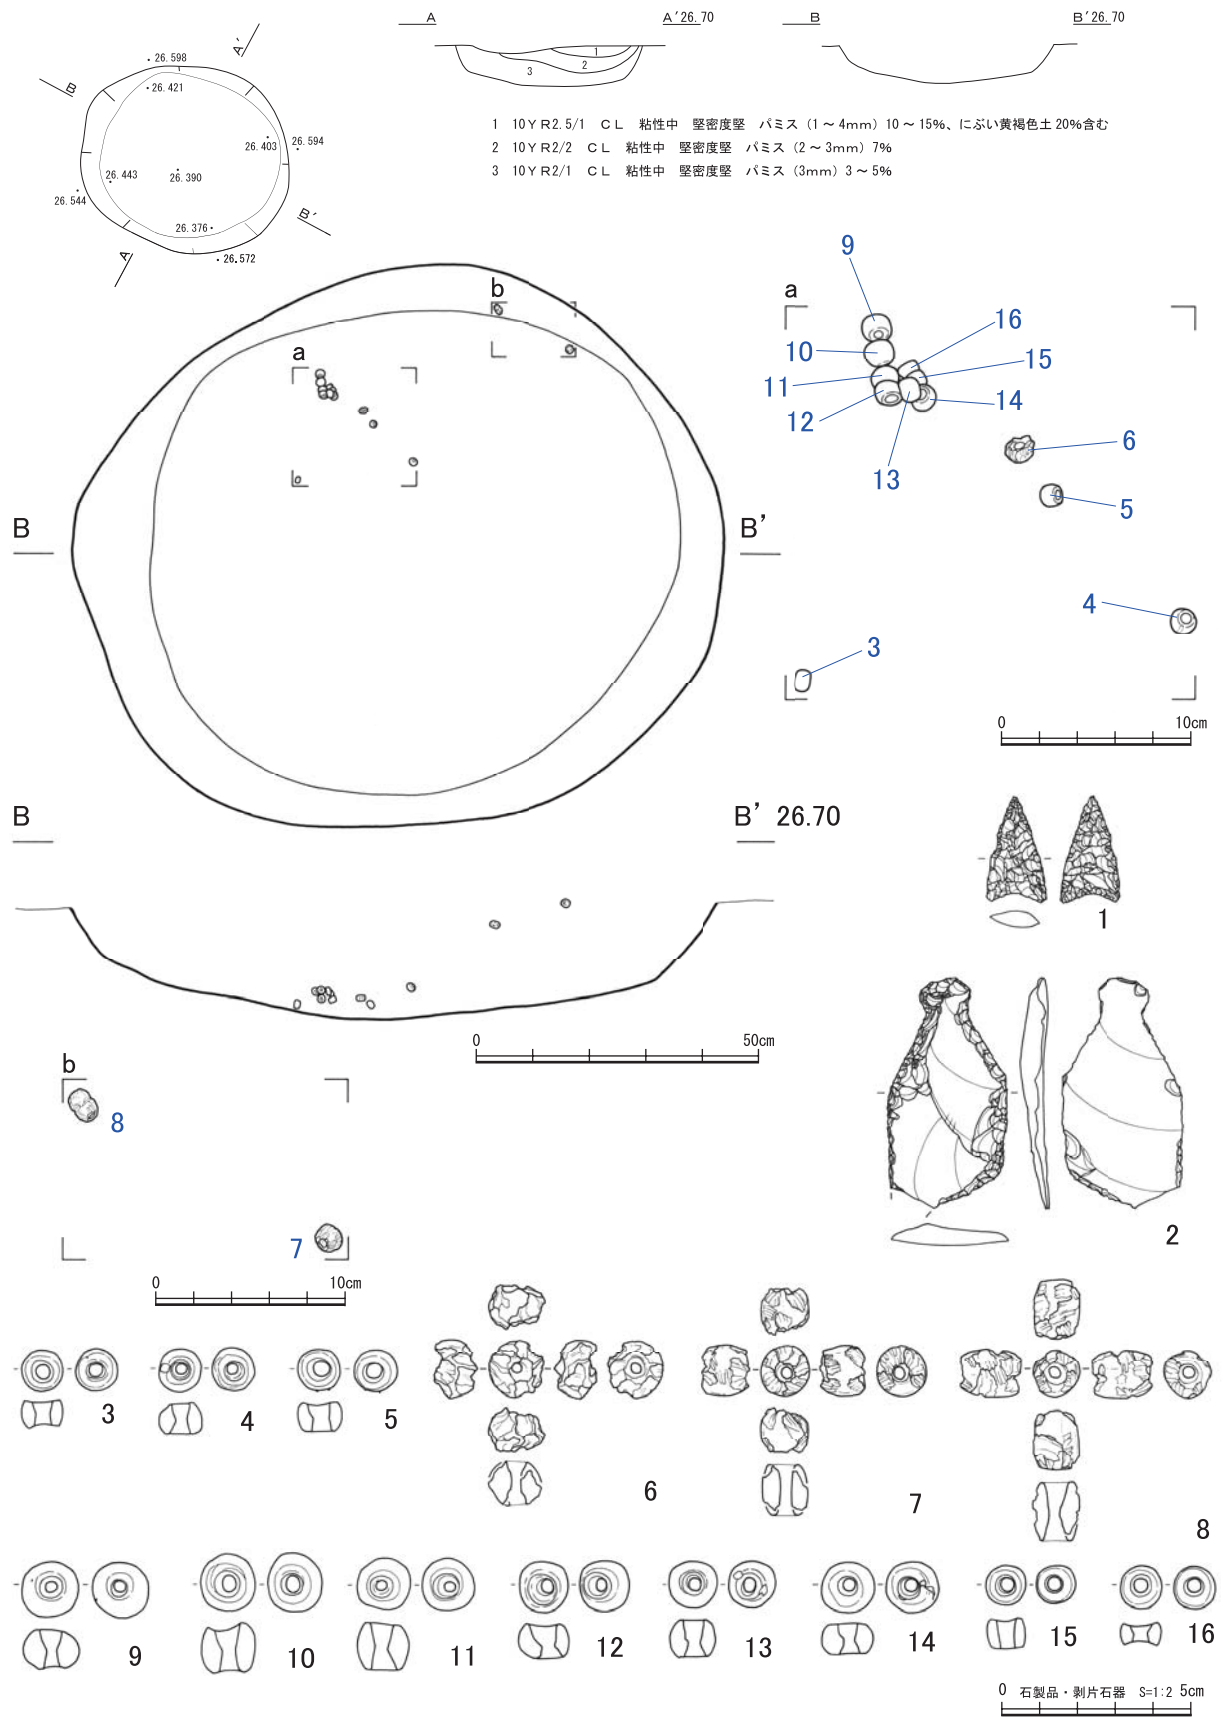 A A′26.70 B B′26.70
A′
B
26.598
26.421
26.403
26.594
26.443
26.390
26.544
26.376
26.572
A
B′
1
2
3
1 10ＹＲ2.5/1 ＣＬ 粘性中 堅密度堅 パミス（1～4mm）10～15%、にぶい黄褐色土20%含む
2 10ＹＲ2/2 ＣＬ 粘性中 堅密度堅 パミス（2～3mm）7%
3 10ＹＲ2/1 ＣＬ 粘性中 堅密度堅 パミス（3mm）3～5%
b
a
B B’
a
9
10
11
12
13
16
15
14
6
5
4
3
0 10cm
B B’ 26.70
0 50cm
1
2
b
8
7
0 10cm
3 4 5 6 7 8
9 10 11 12 13 14 15 16
0 石製品・剥片石器 S=1:2 5cm